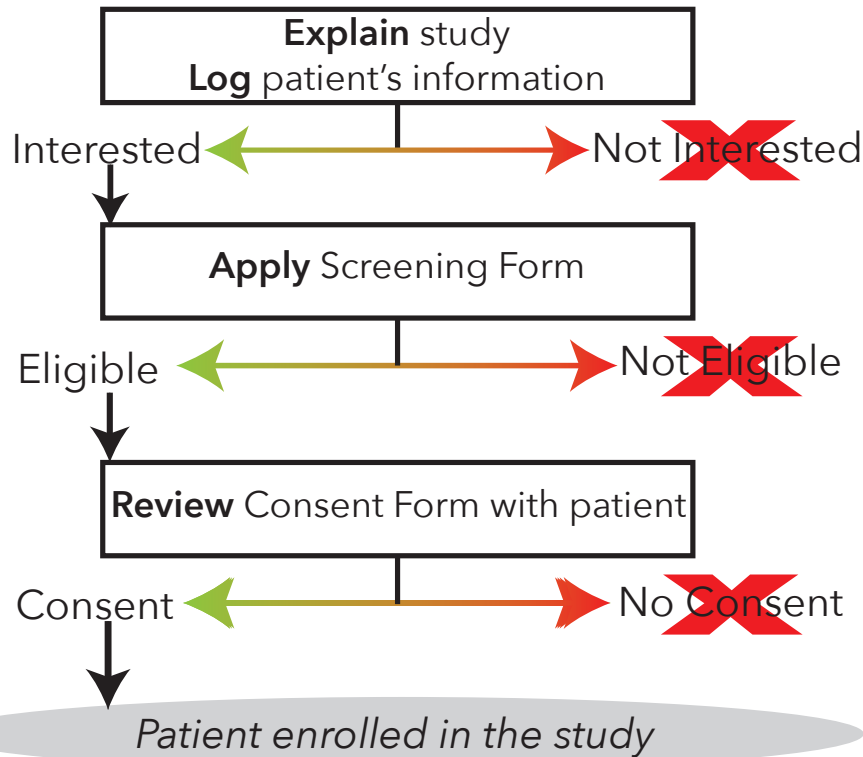 Explain study
Log patient's information
Interested
Not Interested
Apply Screening Form
Eligible
Not Eligible
Review Consent Form with patient
Consent
No Consent
Patient enrolled in the study